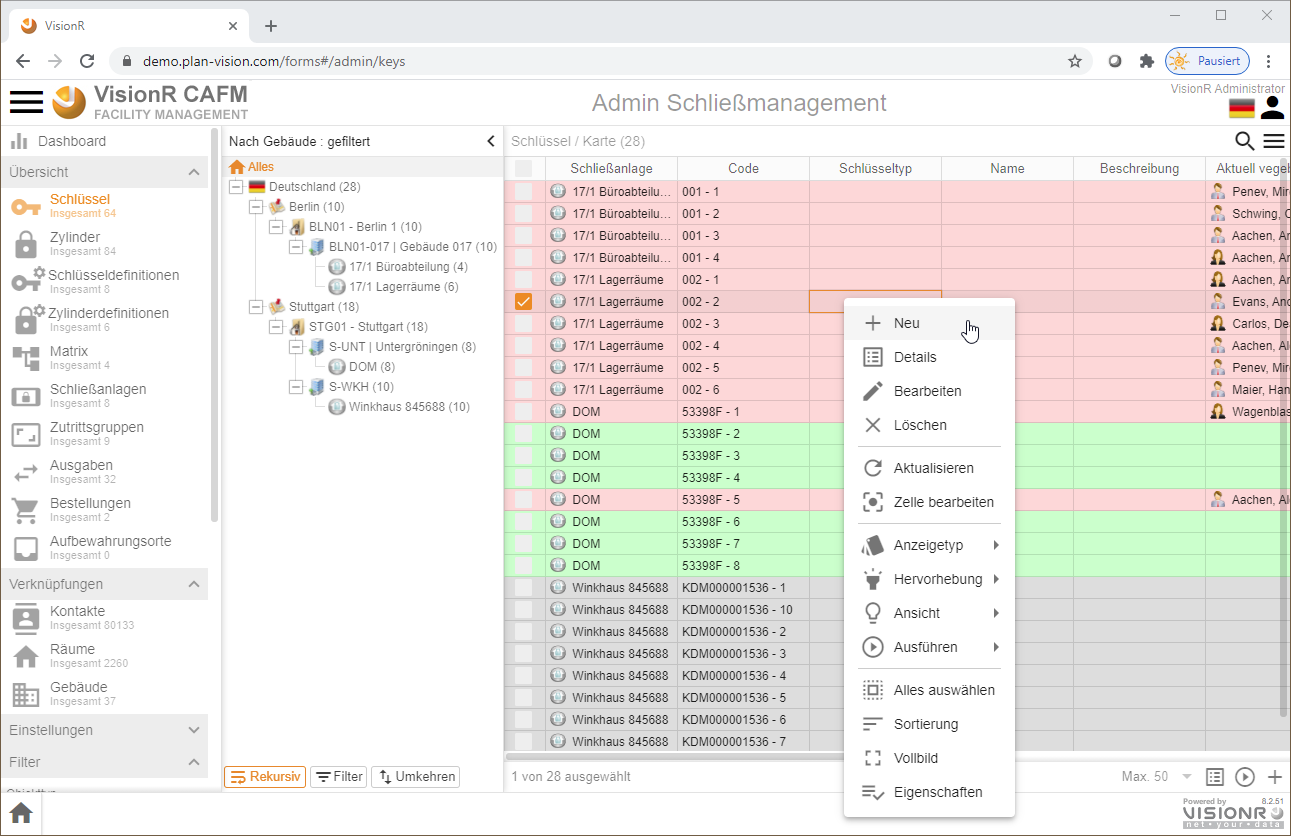 VisionR
demo.plan-vision.com/forms#/admin/keys
Pausiert
VisionR CAFM
FACILITY MANAGEMENT
Admin Schließmanagement
VisionR Administrator
Dashboard
Übersicht
Schlüssel
Insgesamt 64
Zylinder
Insgesamt 84
Schlüsseldefinitionen
Insgesamt 8
Zylinderdefinitionen
Insgesamt 6
Matrix
Insgesamt 4
Schließanlagen
Insgesamt 8
Zutrittsgruppen
Insgesamt 9
Ausgaben
Insgesamt 32
Bestellungen
Insgesamt 2
Aufbewahrungsorte
Insgesamt 0
Verknüpfungen
Kontakte
Insgesamt 80133
Räume
Insgesamt 2260
Gebäude
Insgesamt 37
Einstellungen
Filter
Nach Gebäude : gefiltert
Alles
Deutschland (28)
Berlin (10)
BLN01 - Berlin 1 (10)
BLN01-017 | Gebäude 017 (10)
17/1 Büroabteilung (4)
17/1 Lagerräume (6)
Stuttgart (18)
STG01 - Stuttgart (18)
S-UNT | Untergröningen (8)
DOM (8)
S-WKH (10)
Winkhaus 845688 (10)
Rekursiv Filter Umkehren
Schlüssel / Karte (28)
Schließanlage Code Schlüsseltyp Name Beschreibung Aktuell vegeb
17/1 Büroabteilu... 001 - 1 Penev, Mir
17/1 Büroabteilu... 001 - 2 Schwing, C
17/1 Büroabteilu... 001 - 3 Aachen, An
17/1 Büroabteilu... 001 - 4 Aachen, An
17/1 Lagerräume 002 - 1 Aachen, An
17/1 Lagerräume 002 - 2 Evans, And
17/1 Lagerräume 002 - 3 Carlos, De
17/1 Lagerräume 002 - 4 Aachen, Al
17/1 Lagerräume 002 - 5 Penev, Mir
17/1 Lagerräume 002 - 6 Maier, Han
DOM 53398F - 1 Wagenblas
DOM 53398F - 2
DOM 53398F - 3
DOM 53398F - 4
DOM 53398F - 5 Aachen, Al
DOM 53398F - 6
DOM 53398F - 7
DOM 53398F - 8
Winkhaus 845688 KDM000001536 - 1
Winkhaus 845688 KDM000001536 - 10
Winkhaus 845688 KDM000001536 - 2
Winkhaus 845688 KDM000001536 - 3
Winkhaus 845688 KDM000001536 - 4
Winkhaus 845688 KDM000001536 - 5
Winkhaus 845688 KDM000001536 - 6
Winkhaus 845688 KDM000001536 - 7
Neu
Details
Bearbeiten
Löschen
Aktualisieren
Zelle bearbeiten
Anzeigetyp
Hervorhebung
Ansicht
Ausführen
Alles auswählen
Sortierung
Vollbild
Eigenschaften
1 von 28 ausgewählt
Max. 50
Powered by 8.2.51
VISIONR
net • your • data